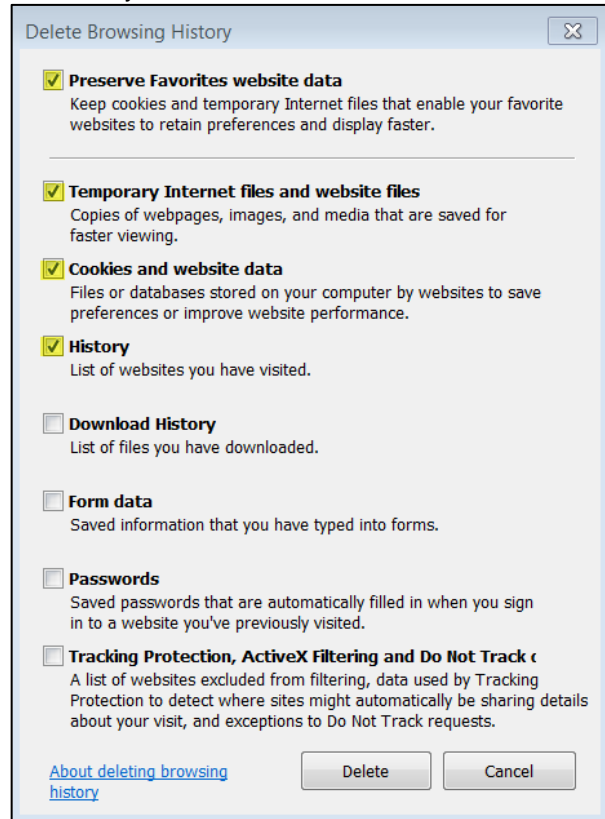 Delete Browsing History
Preserve Favorites website data
Keep cookies and temporary Internet files that enable your favorite
websites to retain preferences and display faster.
Temporary Internet files and website files
Copies of webpages, images, and media that are saved for
faster viewing.
Cookies and website data
Files or databases stored on your computer by websites to save
preferences or improve website performance.
History
List of websites you have visited.
Download History
List of files you have downloaded.
Form data
Saved information that you have typed into forms.
Passwords
Saved passwords that are automatically filled in when you sign
in to a website you've previously visited.
Tracking Protection, ActiveX Filtering and Do Not Track
A list of websites excluded from filtering, data used by Tracking
Protection to detect where sites might automatically be sharing details
about your visit, and exceptions to Do Not Track requests.
About deleting browsing
history
Delete
Cancel